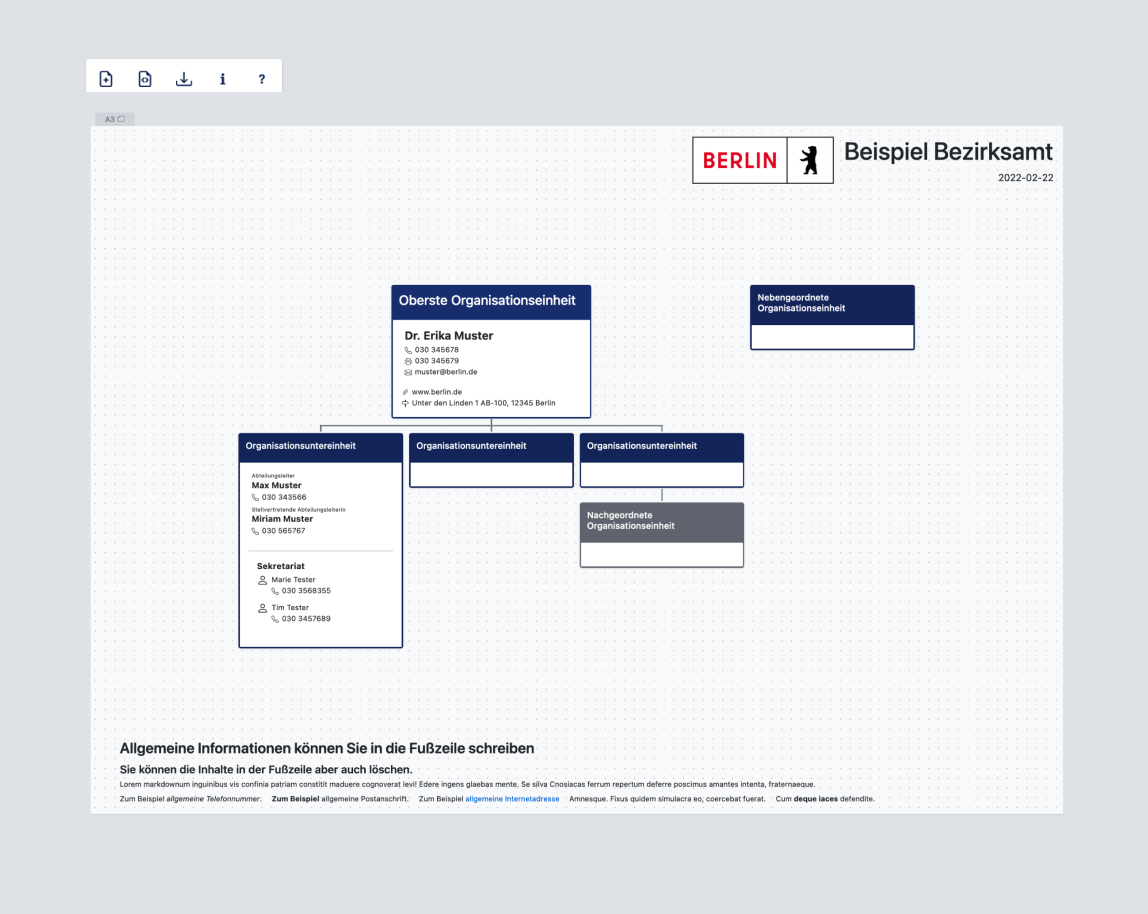 ?
A3
BERLIN
Beispiel Bezirksamt
2022-02-22
Oberste Organisationseinheit
Dr. Erika Muster
030 345678
030 345679
muster@berlin.de
www.berlin.de
Unter den Linden 1 AB-100, 12345 Berlin
Nebengeordnete
Organisationseinheit
Organisationsuntereinheit
Abteilungsleiter
Max Muster
030 343566
Stellvertretende Abteilungsleiterin
Miriam Muster
030 565767
Sekretariat
Marie Tester
030 3568355
Tim Tester
030 3457689
Organisationsuntereinheit
Organisationsuntereinheit
Nachgeordnete
Organisationseinheit
Allgemeine Informationen können Sie in die Fußzeile schreiben
Sie können die Inhalte in der Fußzeile aber auch löschen.
Lorem markdownum inguinibus vis confinia patriam constitit maduere cognoverat levi! Edere ingens glaebas mente. Se silva Cnosiacas ferrum repertum deferre poscimus amantes intenta, fraternaeque.
Zum Beispiel allgemeine Telefonnummer. Zum Beispiel allgemeine Postanschrift. Zum Beispiel allgemeine Internetadresse Amnesque. Fixus quidem simulacra eo, coercebat fuerat. Cum deque iaces defendite.